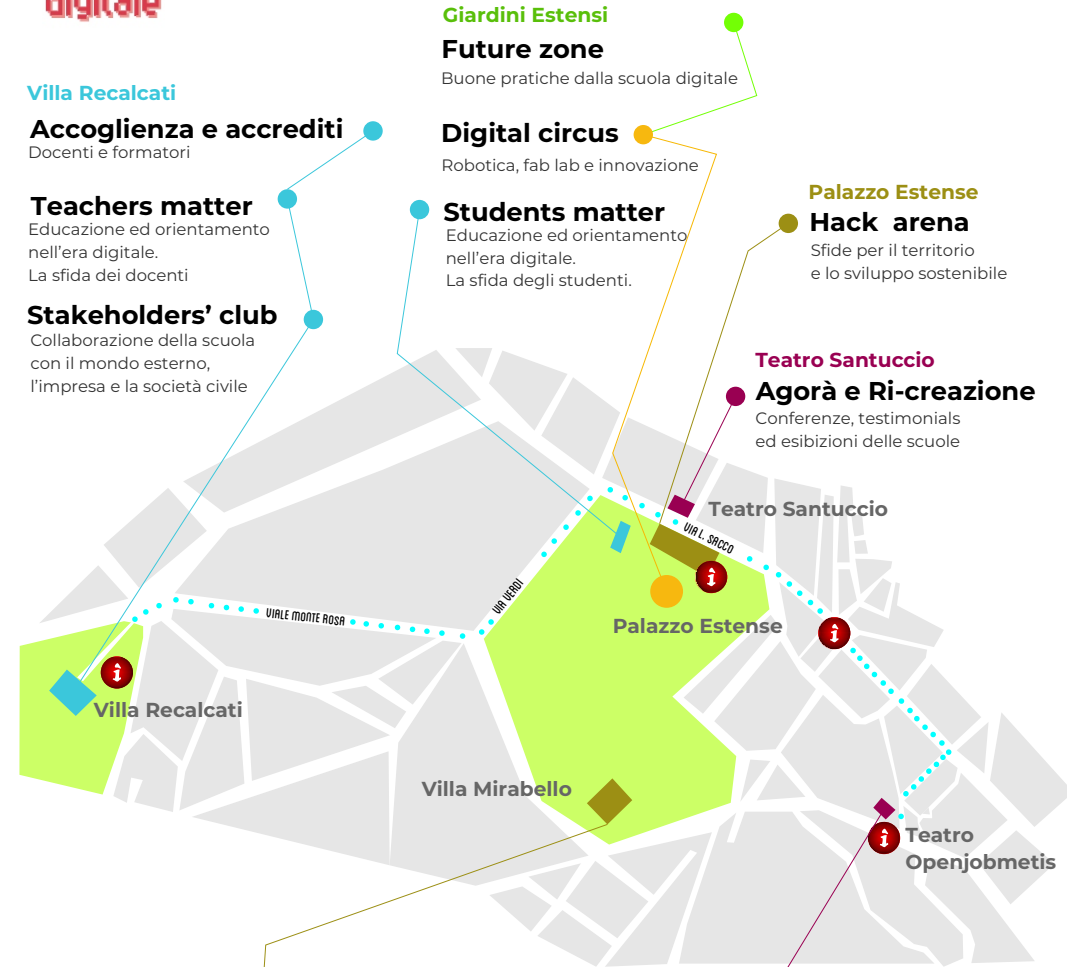 digitale
Villa Recalcati
Accoglienza e accrediti
Docenti e formatori
Teachers matter
Educazione ed orientamento
nell'era digitale.
La sfida dei docenti
Stakeholders' club
Collaborazione della scuola
con il mondo esterno,
l'impresa e la società civile
Giardini Estensi
Future zone
Buone pratiche dalla scuola digitale
Digital circus
Robotica, fab lab e innovazione
Students matter
Educazione ed orientamento
nell'era digitale.
La sfida degli studenti.
Palazzo Estense
Hack arena
Sfide per il territorio
e lo sviluppo sostenibile
Teatro Santuccio
Agorà e Ri-creazione
Conferenze, testimonials
ed esibizioni delle scuole
Teatro Santuccio
VIA L. SACCO
VIA VERDI
VIALE MONTE ROSA
Palazzo Estense
Villa Recalcati
Villa Mirabello
Teatro
Openjobmetis